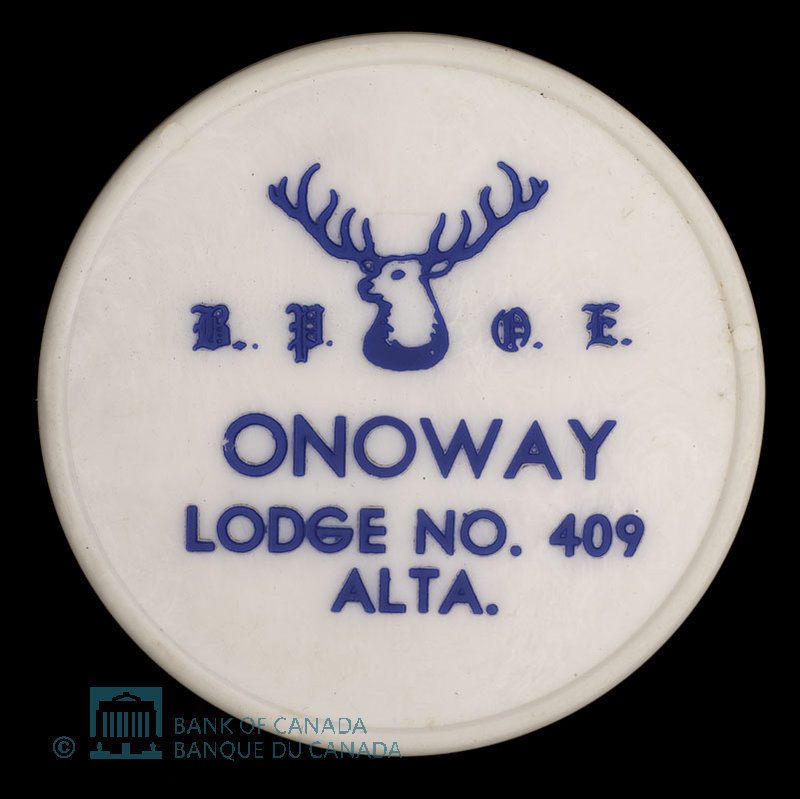 B. P. O. E.
ONOWAY
LODGE NO. 409
ALTA.
© BANK OF CANADA
BANQUE DU CANADA